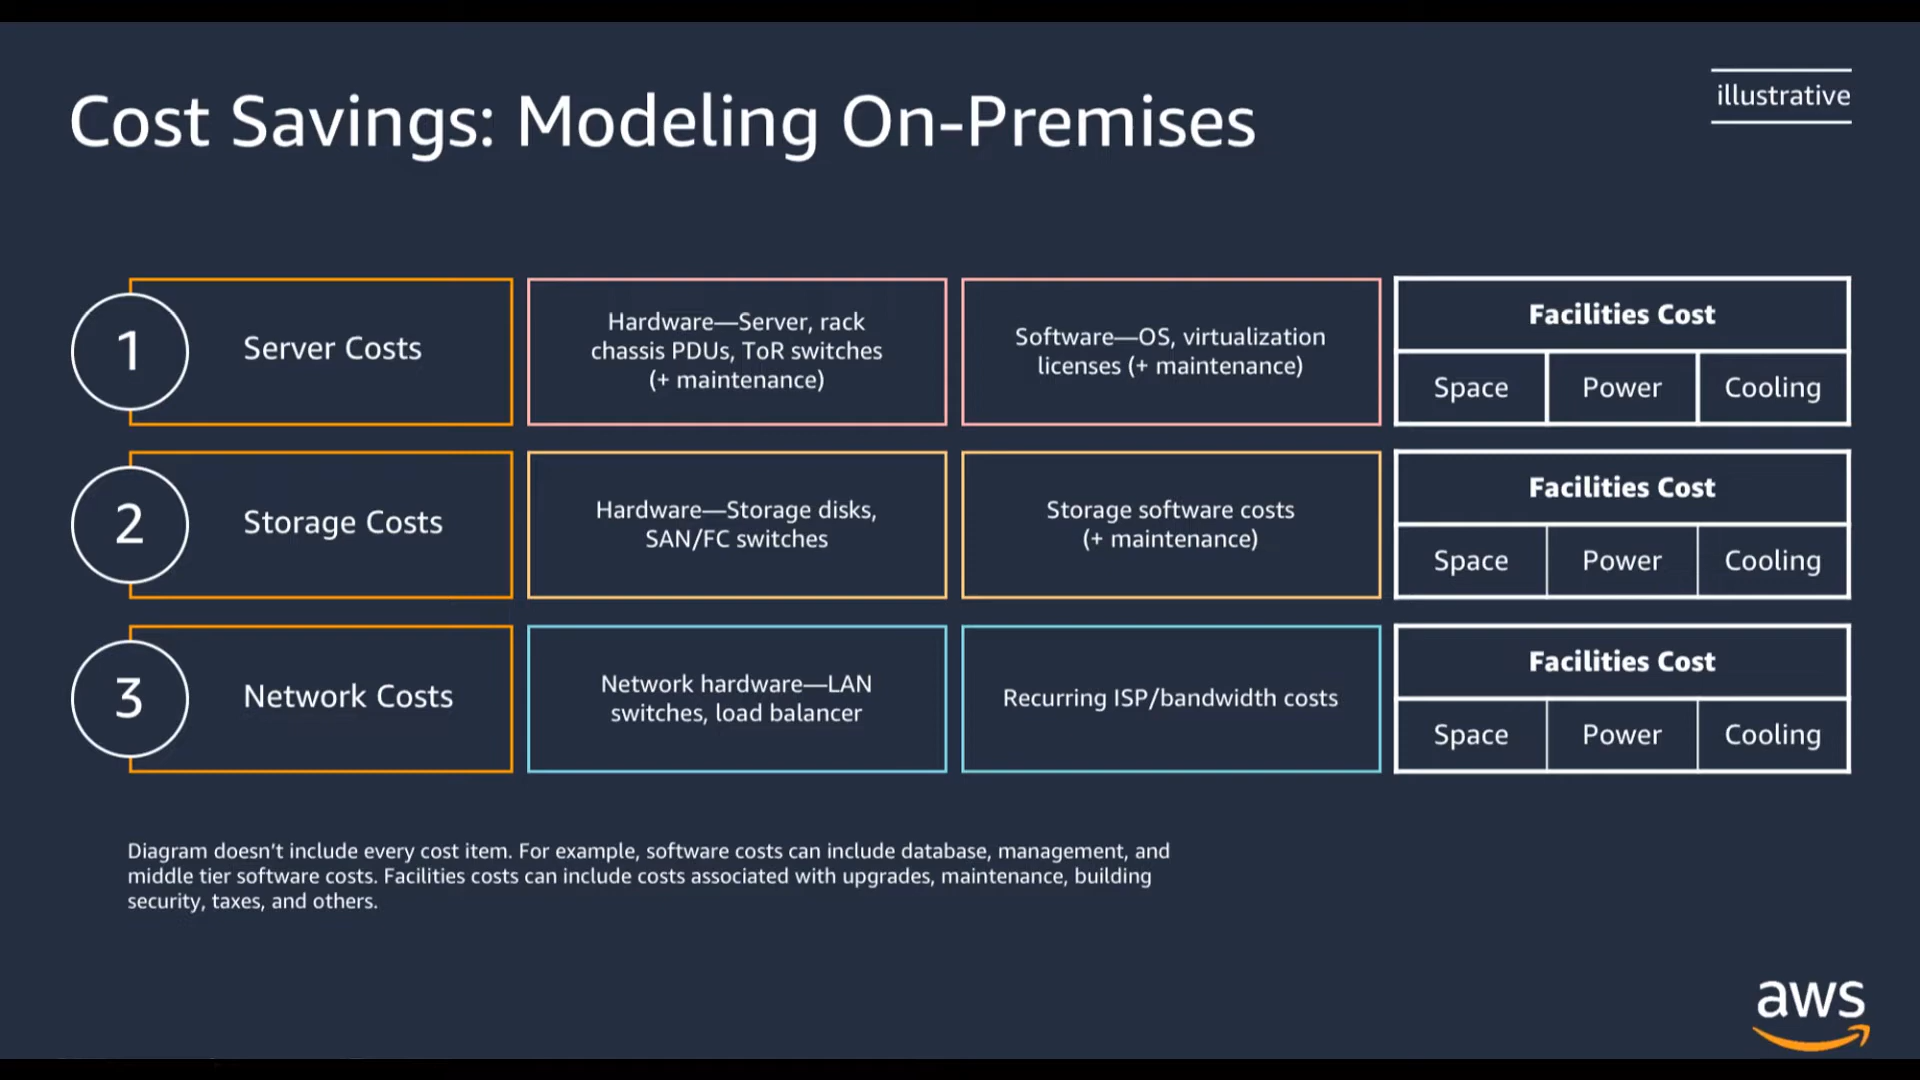 Cost Savings: Modeling On-Premises
illustrative
1
Server Costs
Hardware—Server, rack
chassis PDUs, ToR switches
(+ maintenance)
Software—OS, virtualization
licenses (+ maintenance)
Facilities Cost
Space
Power
Cooling
2
Storage Costs
Hardware—Storage disks,
SAN/FC switches
Storage software costs
(+ maintenance)
Facilities Cost
Space
Power
Cooling
3
Network Costs
Network hardware—LAN
switches, load balancer
Recurring ISP/bandwidth costs
Facilities Cost
Space
Power
Cooling
Diagram doesn’t include every cost item. For example, software costs can include database, management, and
middle tier software costs. Facilities costs can include costs associated with upgrades, maintenance, building
security, taxes, and others.
aws